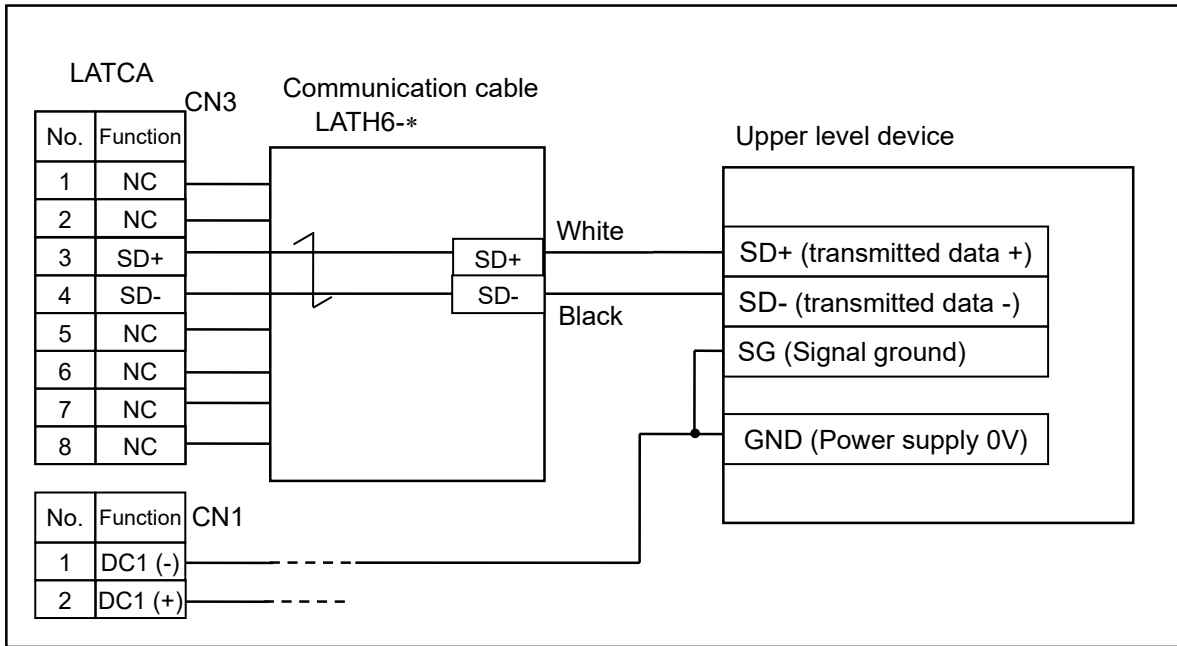 LATCA
CN3
No. Function
1 NC
2 NC
3 SD+
4 SD-
5 NC
6 NC
7 NC
8 NC
Communication cable
LATH6-*
SD+
SD-
White
Black
Upper level device
SD+ (transmitted data +)
SD- (transmitted data -)
SG (Signal ground)
GND (Power supply 0V)
No. Function CN1
1 DC1 (-)
2 DC1 (+)